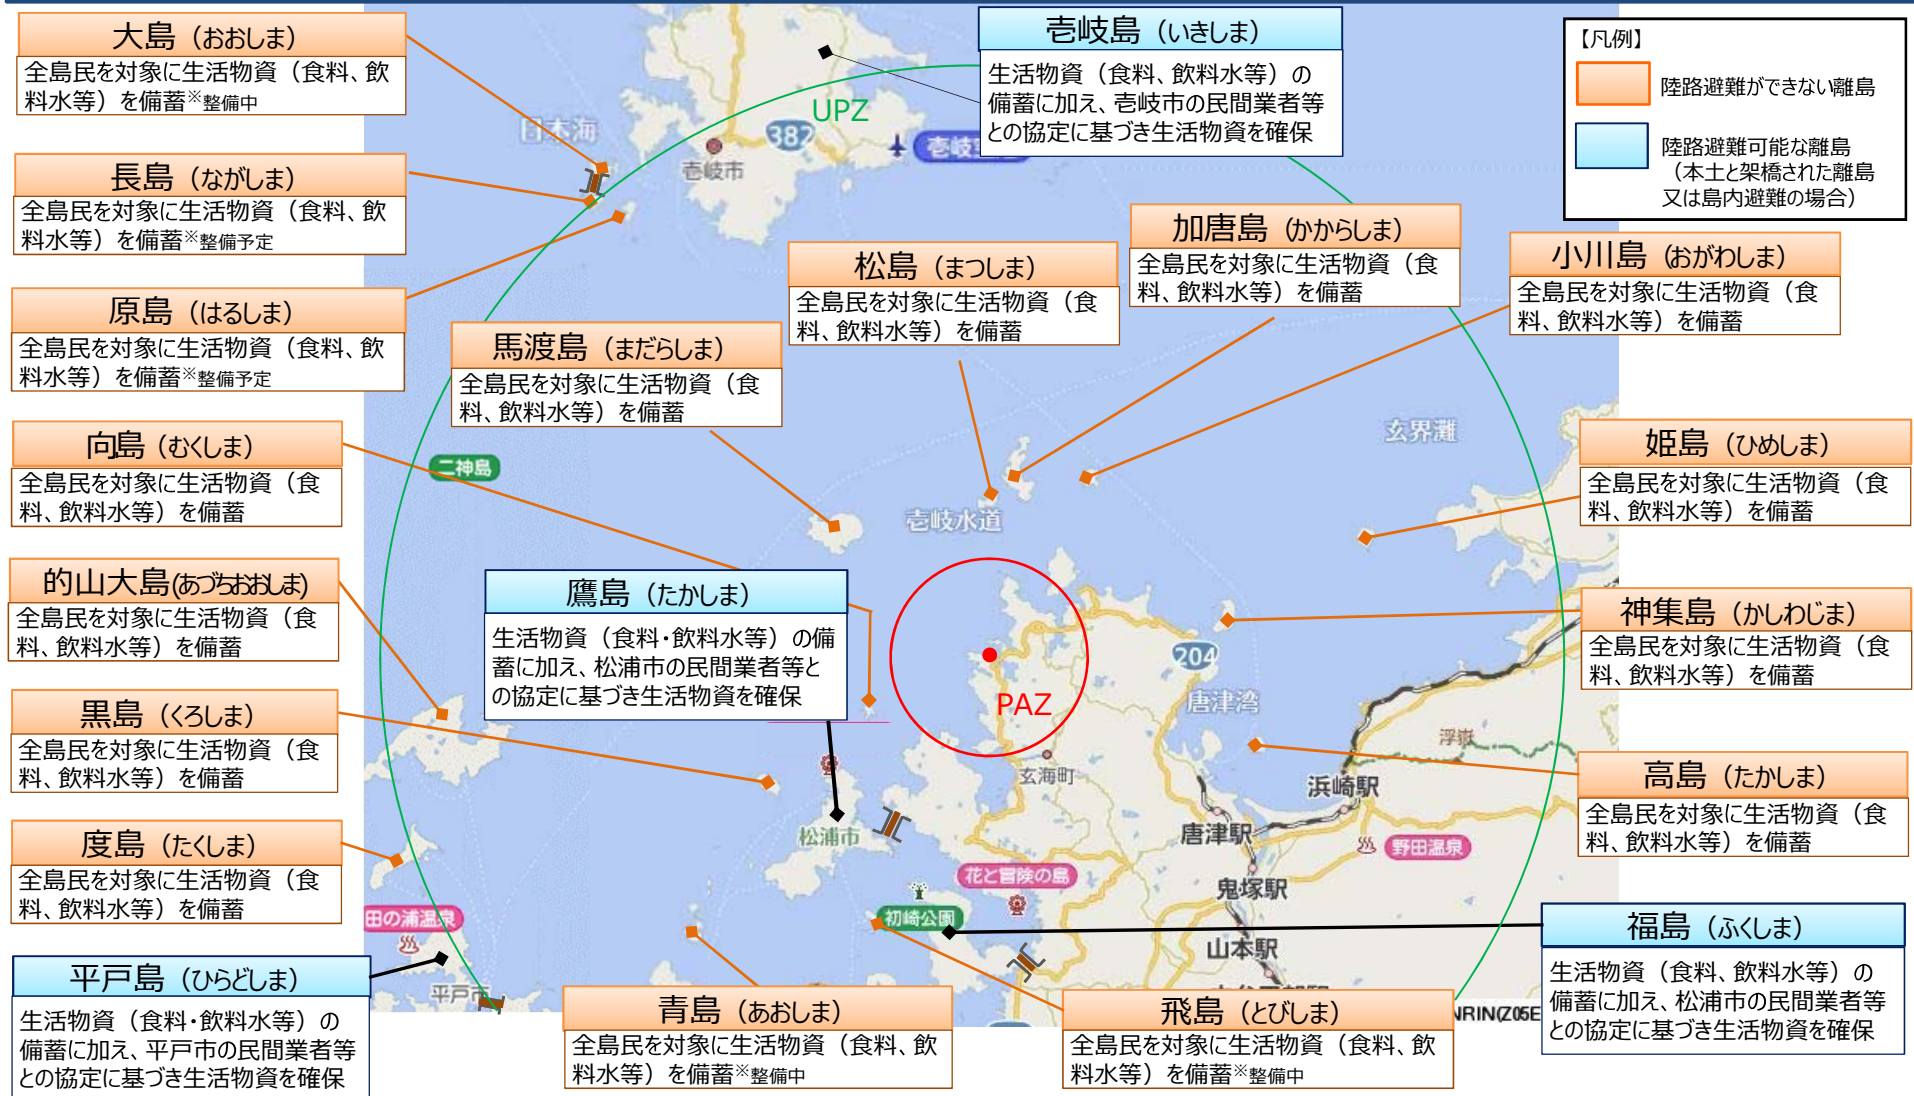 大島（おおしま）
全島民を対象に生活物資（食料、飲
料水等）を備蓄※整備中
長島（ながしま）
全島民を対象に生活物資（食料、飲
料水等）を備蓄※整備予定
原島（はるしま）
全島民を対象に生活物資（食料、飲
料水等）を備蓄※整備予定
向島（むくしま）
全島民を対象に生活物資（食
料、飲料水等）を備蓄
的山大島(あづちおおしま)
全島民を対象に生活物資（食
料、飲料水等）を備蓄
黒島（くろしま）
全島民を対象に生活物資（食
料、飲料水等）を備蓄
度島（たくしま）
全島民を対象に生活物資（食
料、飲料水等）を備蓄
平戸島（ひらどしま）
生活物資（食料・飲料水等）の
備蓄に加え、平戸市の民間業者等
との協定に基づき生活物資を確保
壱岐島（いきしま）
生活物資（食料、飲料水等）の
備蓄に加え、壱岐市の民間業者等
との協定に基づき生活物資を確保
【凡例】
陸路避難ができない離島
陸路避難可能な離島
（本土と架橋された離島
又は島内避難の場合）
馬渡島（まだらしま）
全島民を対象に生活物資（食
料、飲料水等）を備蓄
松島（まつしま）
全島民を対象に生活物資（食
料、飲料水等）を備蓄
加唐島（かからしま）
全島民を対象に生活物資（食
料、飲料水等）を備蓄
小川島（おがわしま）
全島民を対象に生活物資（食
料、飲料水等）を備蓄
姫島（ひめしま）
全島民を対象に生活物資（食
料、飲料水等）を備蓄
神集島（かしわじま）
全島民を対象に生活物資（食
料、飲料水等）を備蓄
高島（たかしま）
全島民を対象に生活物資（食
料、飲料水等）を備蓄
鷹島（たかしま）
生活物資（食料・飲料水等）の備
蓄に加え、松浦市の民間業者等と
の協定に基づき生活物資を確保
福島（ふくしま）
生活物資（食料、飲料水等）の
備蓄に加え、松浦市の民間業者等
との協定に基づき生活物資を確保
青島（あおしま）
全島民を対象に生活物資（食料、飲
料水等）を備蓄※整備中
飛島（とびしま）
全島民を対象に生活物資（食料、飲
料水等）を備蓄※整備中
UPZ
PAZ
日本海
382
壱岐市
壱岐
二神島
玄界灘
壱岐水道
204
唐津湾
玄海町
浮嶽
浜崎駅
唐津駅
野田温泉
鬼塚駅
山本駅
松浦市
花と冒険の島
初崎公園
田の浦温泉
平戸市
NRIN(Z05E